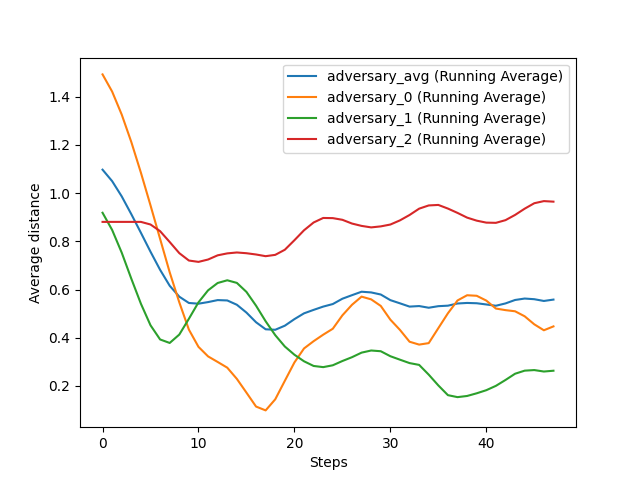 adversary_avg (Running Average)
adversary_0 (Running Average)
adversary_1 (Running Average)
adversary_2 (Running Average)
1.4
1.2
1.0
0.8
0.6
0.4
0.2
Average distance
0
10
20
30
40
Steps